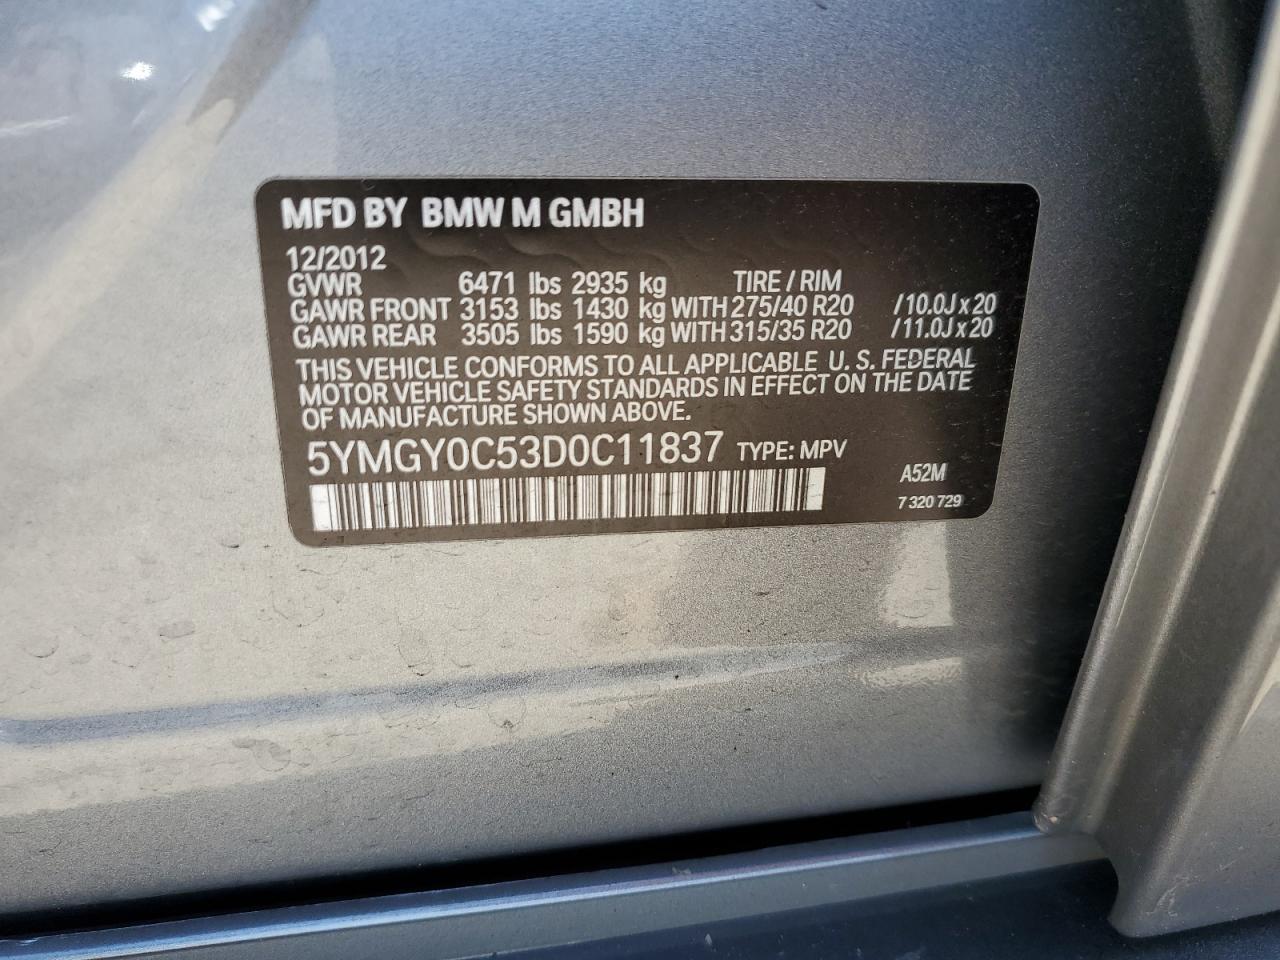 MFD BY BMW M GMBH
12/2012
GVWR 6471 lbs 2935 kg TIRE / RIM
GAWR FRONT 3153 lbs 1430 kg WITH 275/40 R20 /10.0J x 20
GAWR REAR 3505 lbs 1590 kg WITH 315/35 R20 /11.0J x 20
THIS VEHICLE CONFORMS TO ALL APPLICABLE U. S. FEDERAL
MOTOR VEHICLE SAFETY STANDARDS IN EFFECT ON THE DATE
OF MANUFACTURE SHOWN ABOVE.
5YMGY0C53D0C11837 TYPE: MPV
A52M
7 320 729